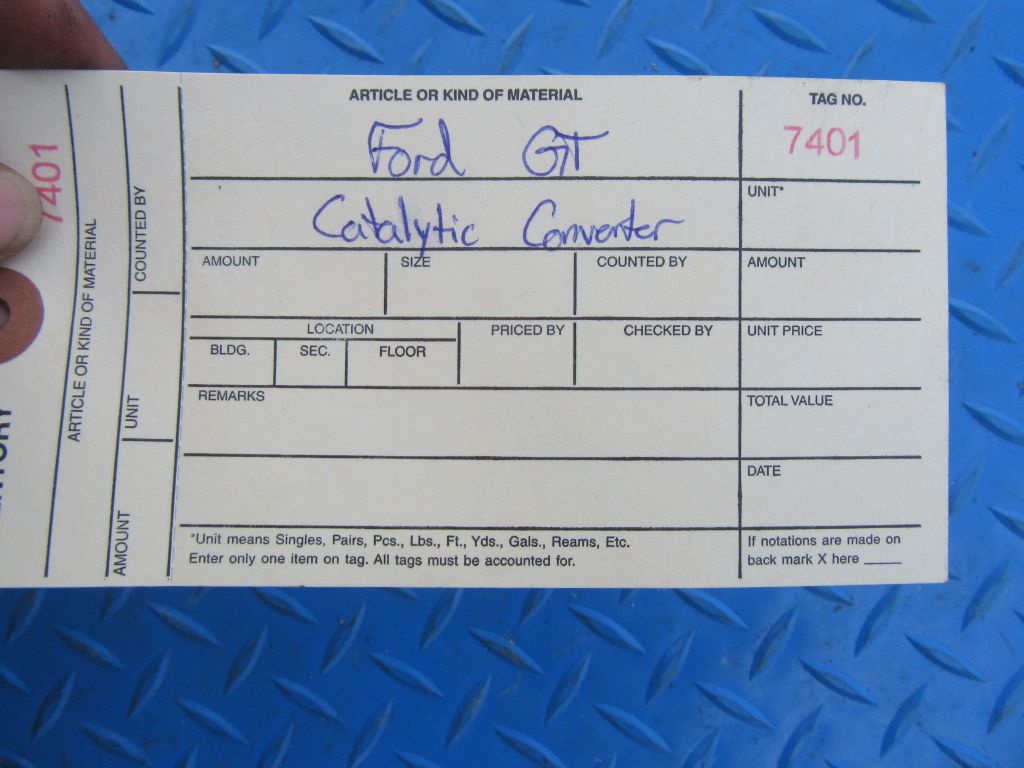 ARTICLE OR KIND OF MATERIAL
Ford GT
Catalytic Converter
TAG NO.
7401
UNIT*
AMOUNT
SIZE
COUNTED BY
AMOUNT
LOCATION
PRICED BY
CHECKED BY
UNIT PRICE
BLDG.
SEC.
FLOOR
REMARKS
TOTAL VALUE
DATE
*Unit means Singles, Pairs, Pcs., Lbs., Ft., Yds., Gals., Reams, Etc.
Enter only one item on tag. All tags must be accounted for.
If notations are made on
back mark X here ____
7401
ARTICLE OR KIND OF MATERIAL
COUNTED BY
UNIT
AMOUNT